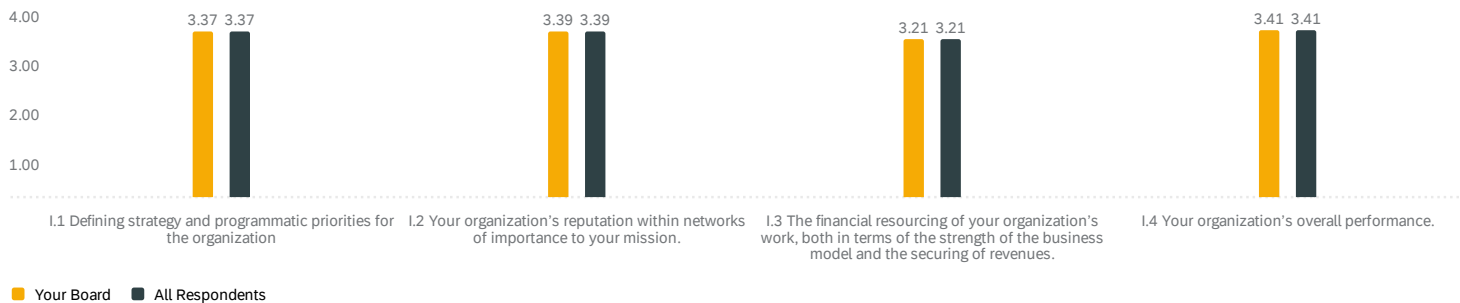 4.00
3.00
2.00
1.00
3.37 3.37
3.39 3.39
3.21 3.21
3.41 3.41
I.1 Defining strategy and programmatic priorities for
the organization
I.2 Your organization’s reputation within networks
of importance to your mission.
I.3 The financial resourcing of your organization’s
work, both in terms of the strength of the business
model and the securing of revenues.
I.4 Your organization’s overall performance.
Your Board
All Respondents